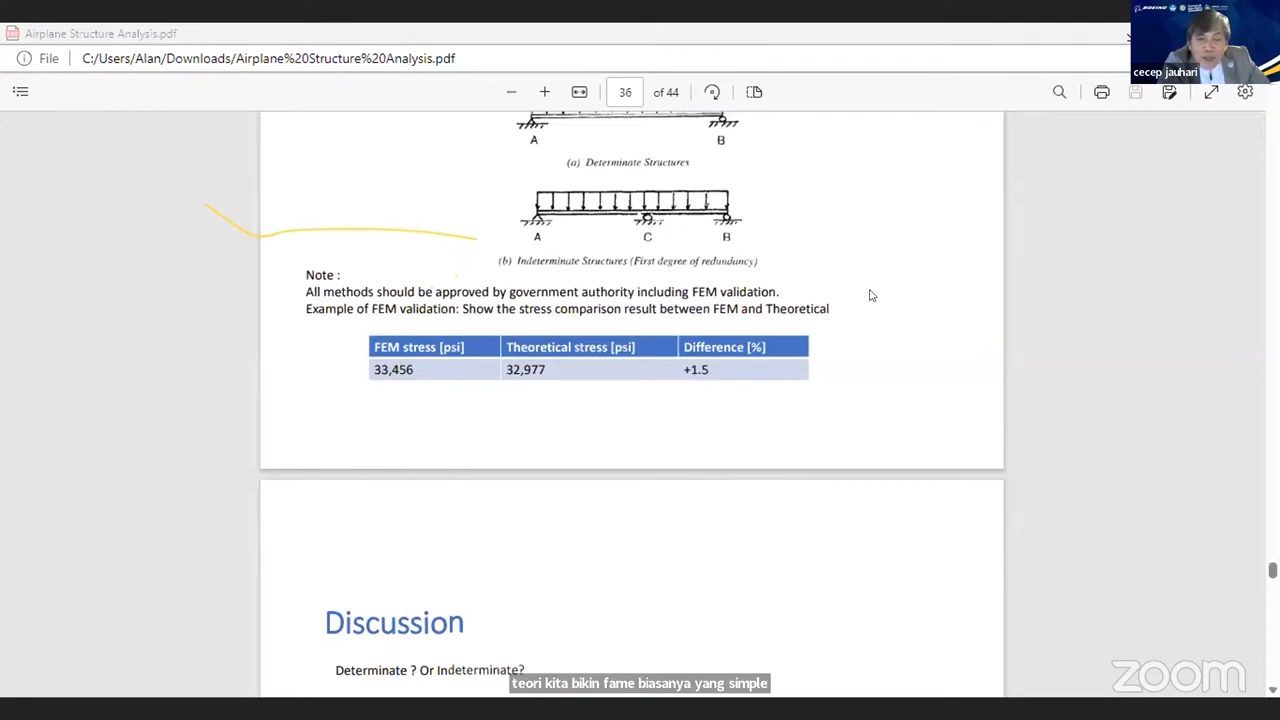 Airplane Structure Analysis.pdf
BOEING
File
C:/Users/Alan/Downloads/Airplane%20Structure%20Analysis.pdf
cecep jauhari
36
of 44
A
B
(a) Determinate Structures
A
C
B
(b) Indeterminate Structures (First degree of redundancy)
Note :
All methods should be approved by government authority including FEM validation.
Example of FEM validation: Show the stress comparison result between FEM and Theoretical
FEM stress [psi] Theoretical stress [psi] Difference [%]
33,456 32,977 +1.5
Discussion
Determinate ? Or Indeterminate?
teori kita bikin fame biasanya yang simple
zoom